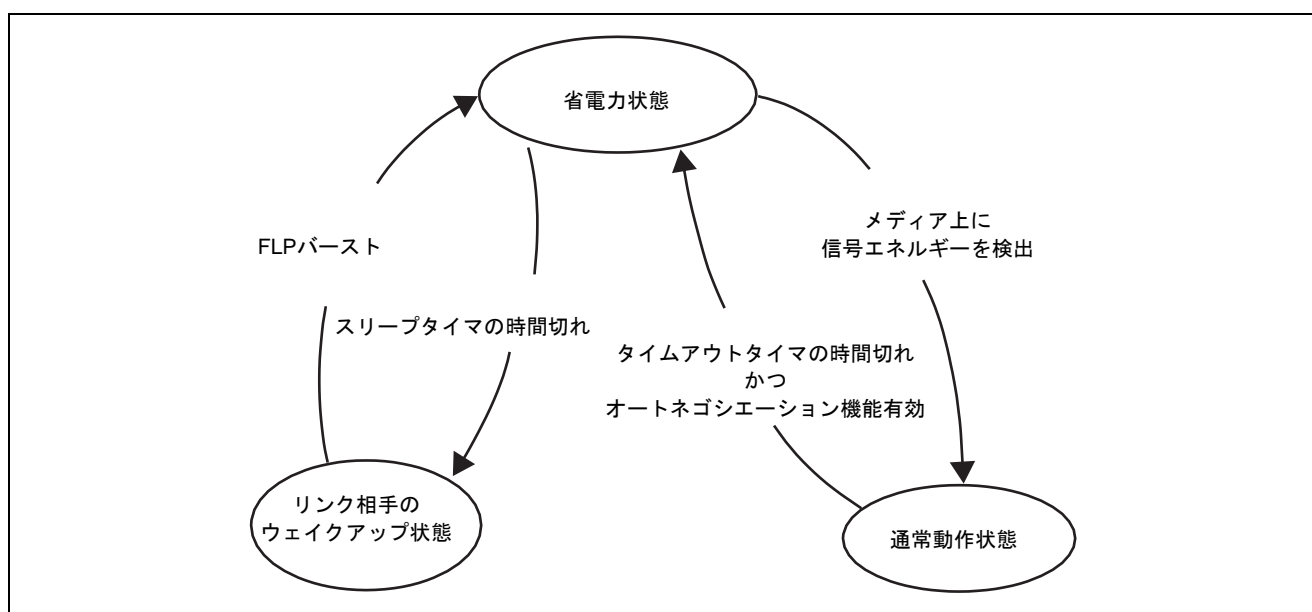 省電力状態
メディア上に
信号エネルギーを検出
FLPバースト
スリープタイマの時間切れ
タイムアウトタイマの時間切れ
かつ
オートネゴシエーション機能有効
リンク相手の
ウェイクアップ状態
通常動作状態